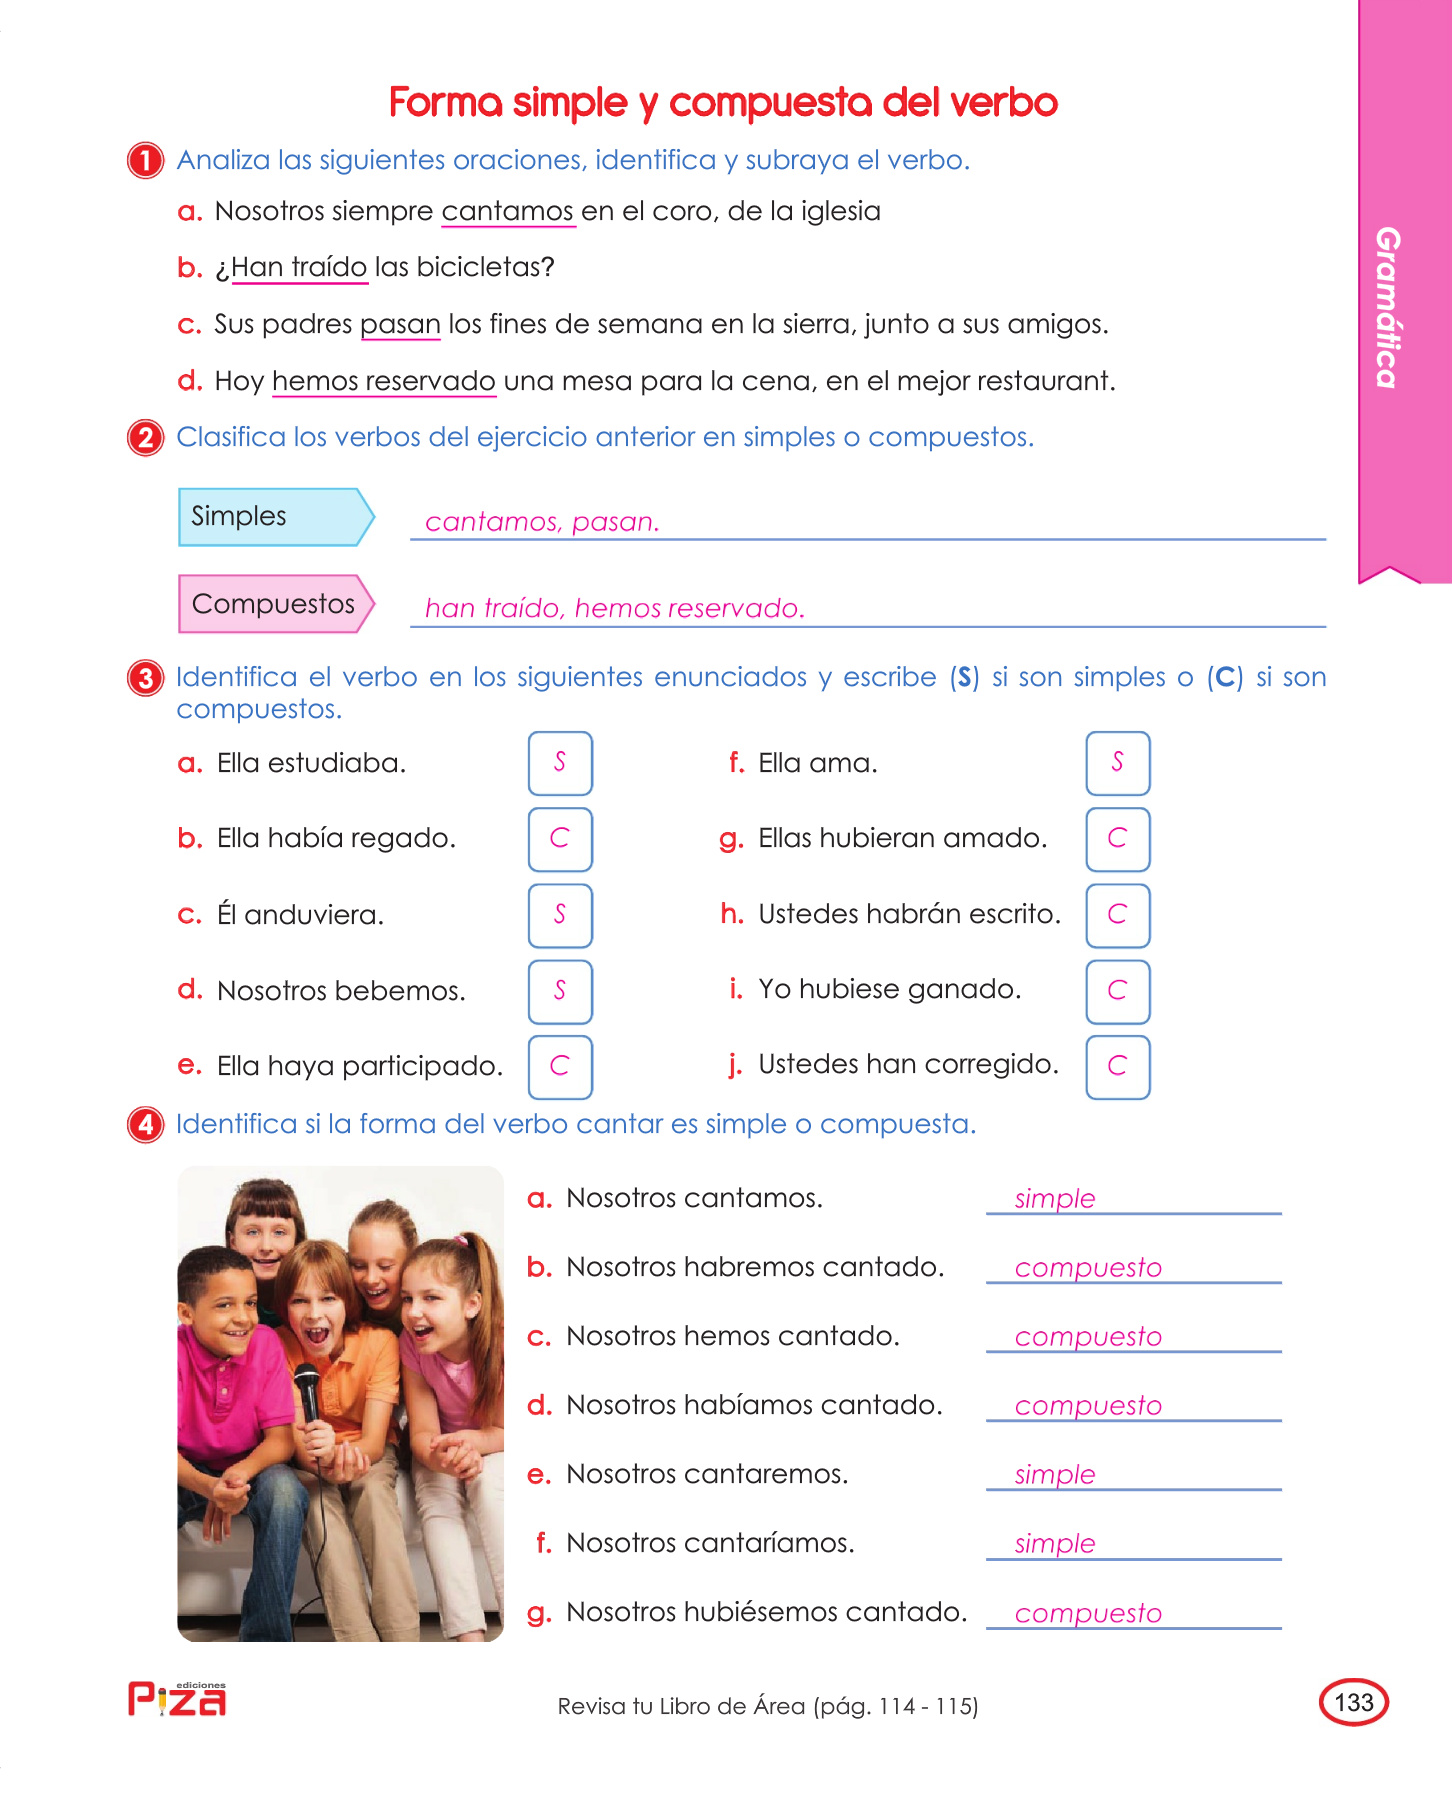 Forma simple y compuesta del verbo
Gramática
1 Analiza las siguientes oraciones, identifica y subraya el verbo.
a. Nosotros siempre cantamos en el coro, de la iglesia
b. ¿Han traído las bicicletas?
c. Sus padres pasan los fines de semana en la sierra, junto a sus amigos.
d. Hoy hemos reservado una mesa para la cena, en el mejor restaurant.
2 Clasifica los verbos del ejercicio anterior en simples o compuestos.
Simples cantamos, pasan.
Compuestos han traído, hemos reservado.
3 Identifica el verbo en los siguientes enunciados y escribe (S) si son simples o (C) si son
compuestos.
a. Ella estudiaba. S
b. Ella había regado. C
c. Él anduviera. S
d. Nosotros bebemos. S
e. Ella haya participado. C
f. Ella ama. S
g. Ellas hubieran amado. C
h. Ustedes habrán escrito. C
i. Yo hubiese ganado. C
j. Ustedes han corregido. C
4 Identifica si la forma del verbo cantar es simple o compuesta.
a. Nosotros cantamos. simple
b. Nosotros habremos cantado. compuesto
c. Nosotros hemos cantado. compuesto
d. Nosotros habíamos cantado. compuesto
e. Nosotros cantaremos. simple
f. Nosotros cantaríamos. simple
g. Nosotros hubiésemos cantado. compuesto
ediciones
Piza
Revisa tu Libro de Área (pág. 114 - 115)
133